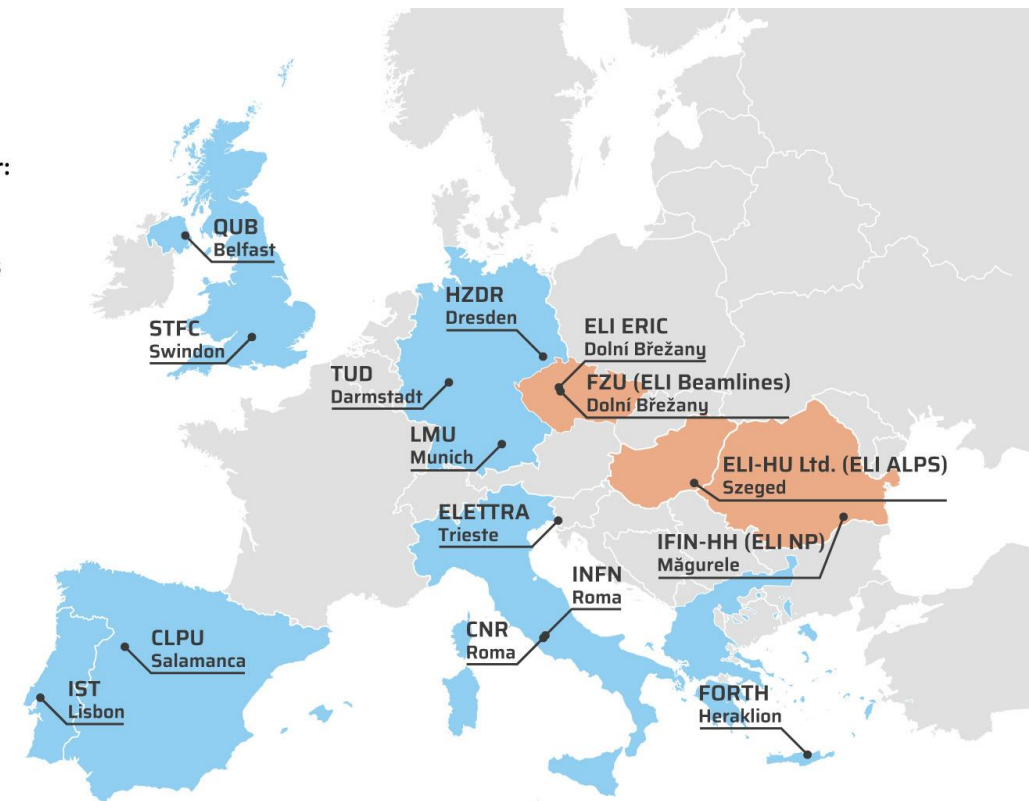 QUB
Belfast
STFC
Swindon
HZDR
Dresden
ELI ERIC
Dolní Břežany
TUD
Darmstadt
FZU (ELI Beamlines)
Dolní Břežany
LMU
Munich
ELI-HU Ltd. (ELI ALPS)
Szeged
ELETTRA
Trieste
IFIN-HH (ELI NP)
Măgurele
INFN
Roma
CNR
Roma
CLPU
Salamanca
IST
Lisbon
FORTH
Heraklion